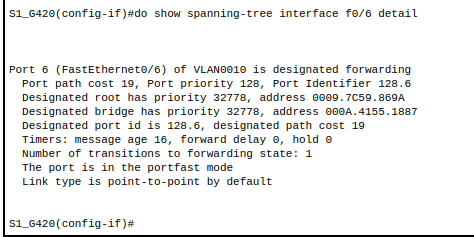 S1_G420(config-if)#do show spanning-tree interface f0/6 detail
Port 6 (FastEthernet0/6) of VLAN0010 is designated forwarding
Port path cost 19, Port priority 128, Port Identifier 128.6
Designated root has priority 32778, address 0009.7C59.869A
Designated bridge has priority 32778, address 000A.4155.1887
Designated port id is 128.6, designated path cost 19
Timers: message age 16, forward delay 0, hold 0
Number of transitions to forwarding state: 1
The port is in the portfast mode
Link type is point-to-point by default
S1_G420(config-if)#